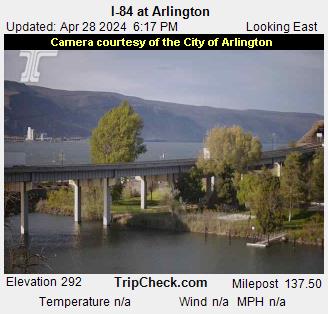 I-84 at Arlington
Updated: Apr 28 2024 6:17 PM Looking East
Camera courtesy of the City of Arlington
Elevation 292 TripCheck.com Milepost 137.50
Temperature n/a Wind n/a MPH n/a